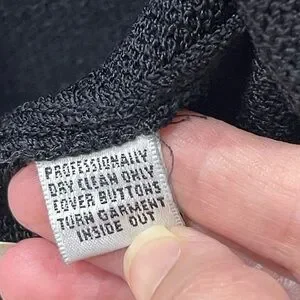 PROFESSIONALLY
DRY CLEAN ONLY
COVER BUTTONS
TURN GARMENT
INSIDE OUT